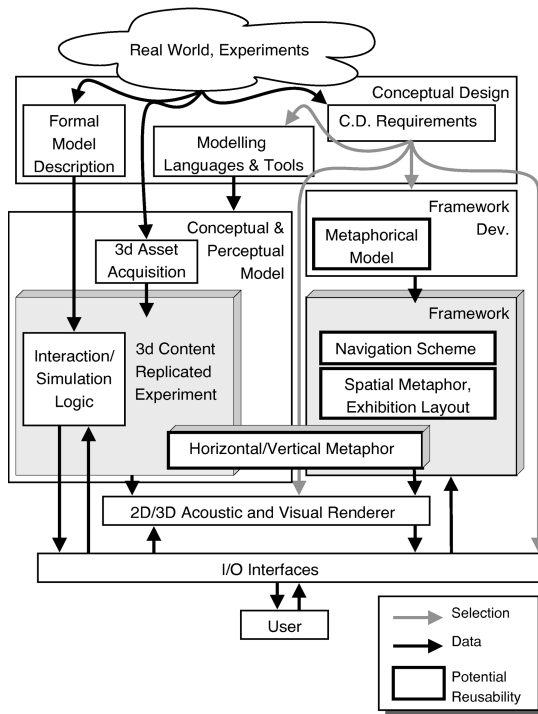 Real World, Experiments
Conceptual Design
Formal
Model
Description
C.D. Requirements
Modelling
Languages & Tools
Conceptual &
Perceptual
Model
Framework
Dev.
Metaphorical
Model
3d Asset
Acquisition
Framework
Interaction/
Simulation
Logic
3d Content
Replicated
Experiment
Navigation Scheme
Spatial Metaphor,
Exhibition Layout
Horizontal/Vertical Metaphor
2D/3D Acoustic and Visual Renderer
I/O Interfaces
User
Selection
Data
Potential
Reusability